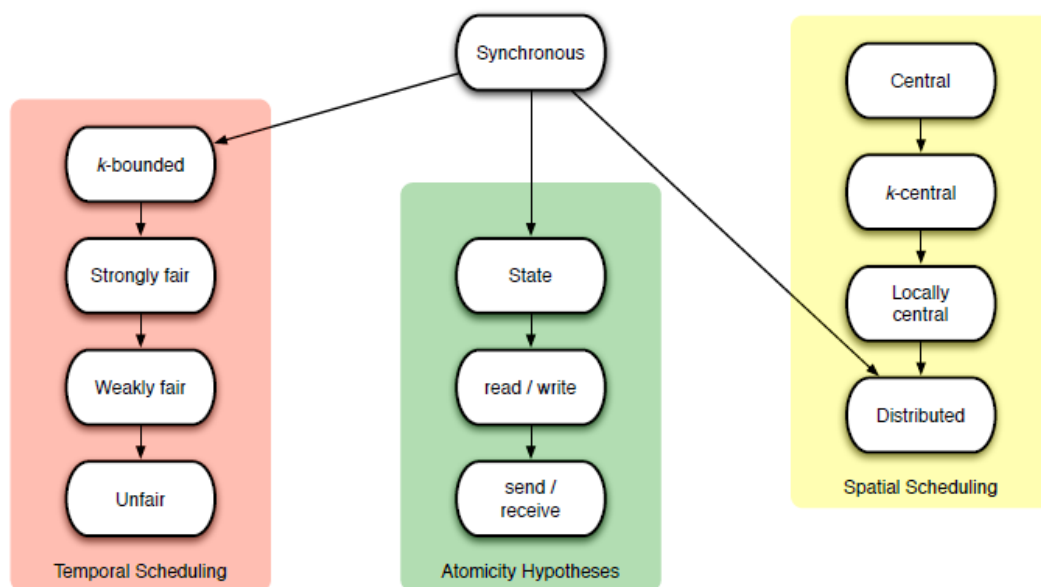 Synchronous
k-bounded
Strongly fair
Weakly fair
Unfair
Temporal Scheduling
State
read / write
send /
receive
Atomicity Hypotheses
Central
k-central
Locally
central
Distributed
Spatial Scheduling